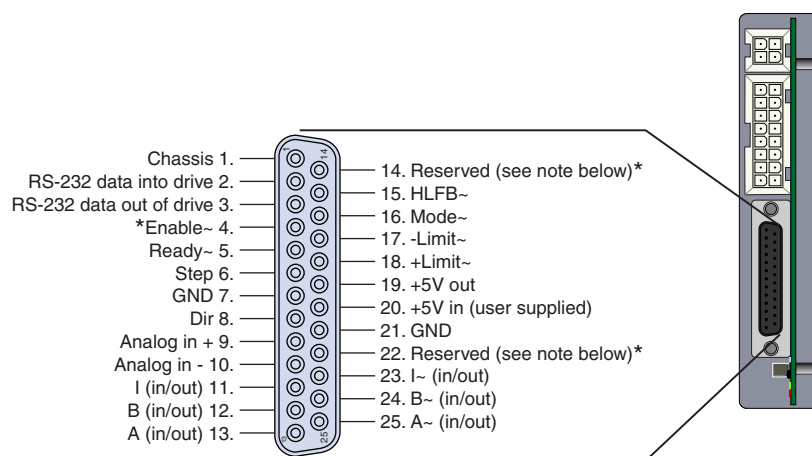 Chassis 1.
RS-232 data into drive 2.
RS-232 data out of drive 3.
*Enable~ 4.
Ready~ 5.
Step 6.
GND 7.
Dir 8.
Analog in + 9.
Analog in - 10.
I (in/out) 11.
B (in/out) 12.
A (in/out) 13.
1
14
13
25
14. Reserved (see note below)*
15. HLFB~
16. Mode~
17. -Limit~
18. +Limit~
19. +5V out
20. +5V in (user supplied)
21. GND
22. Reserved (see note below)*
23. I~ (in/out)
24. B~ (in/out)
25. A~ (in/out)